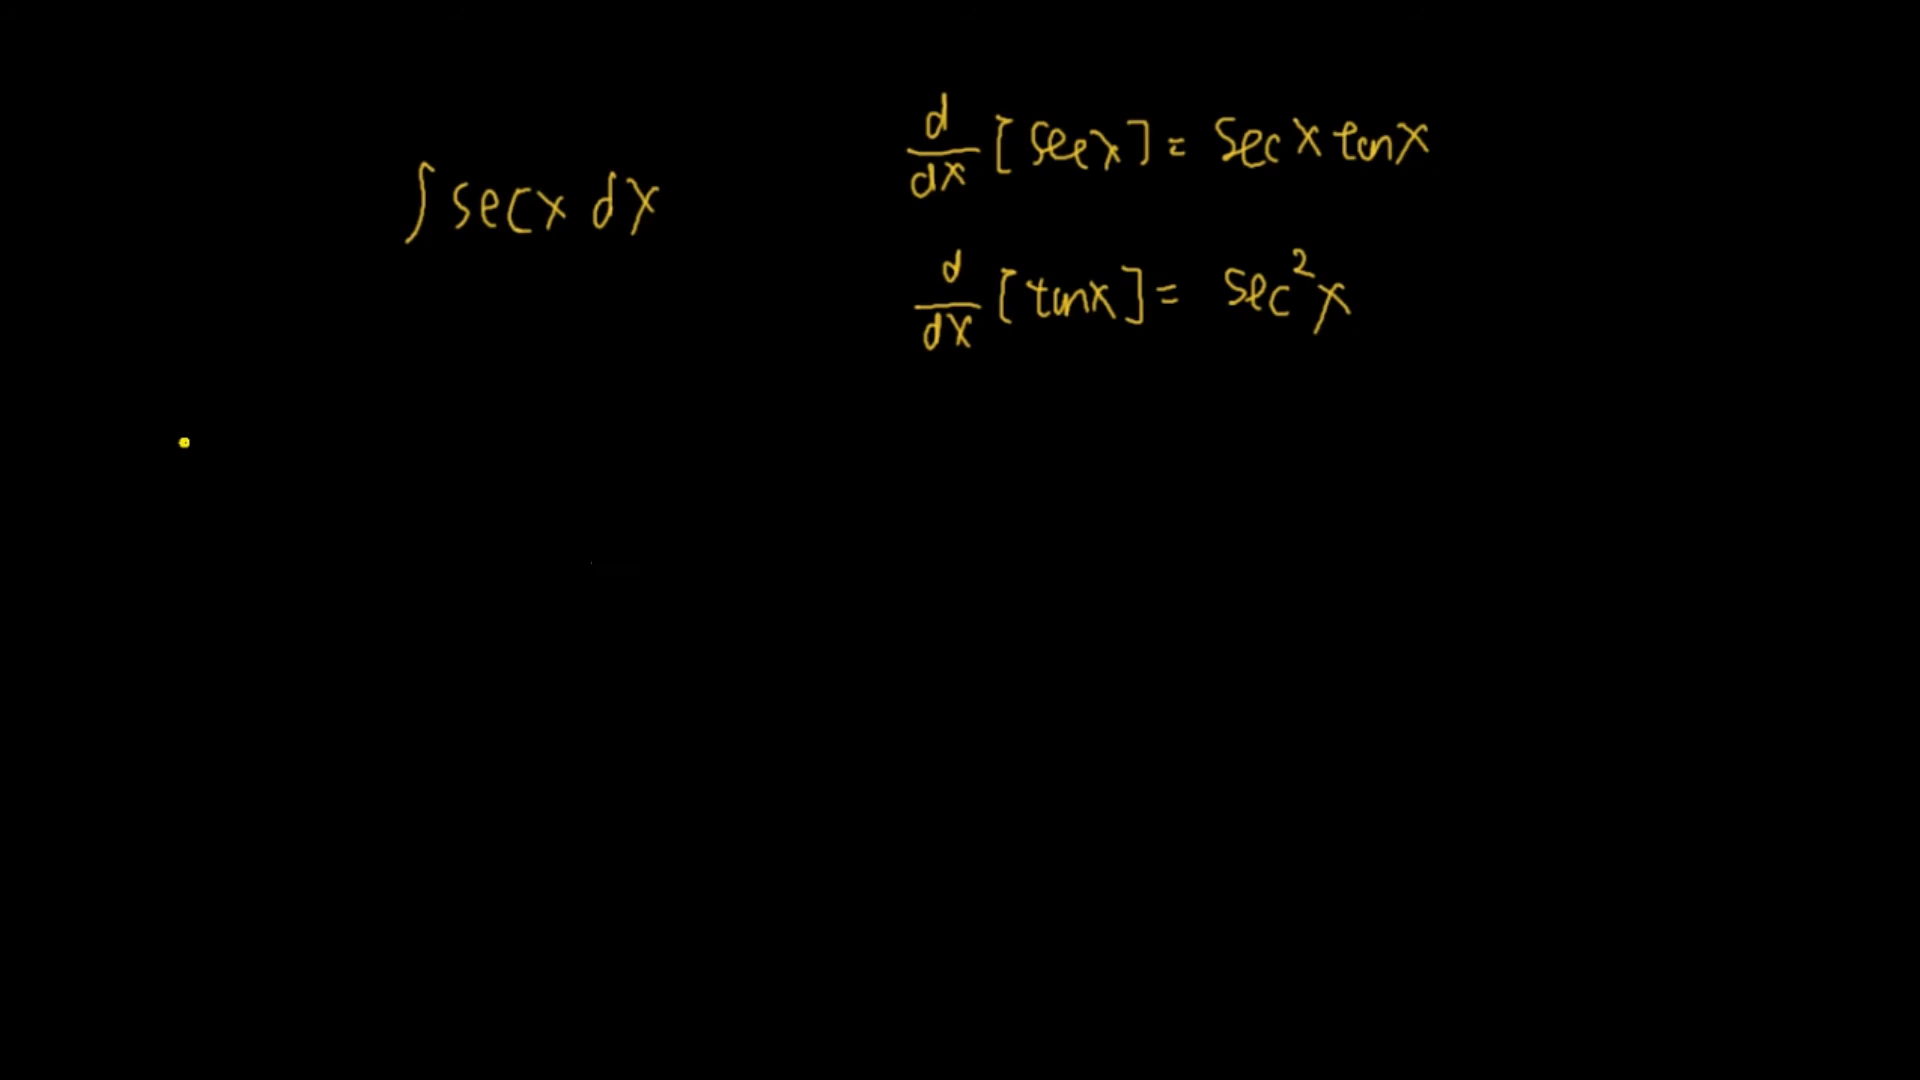 ∫ secx dx
d/dx [secx] = secx tanx
d/dx [tanx] = sec²x